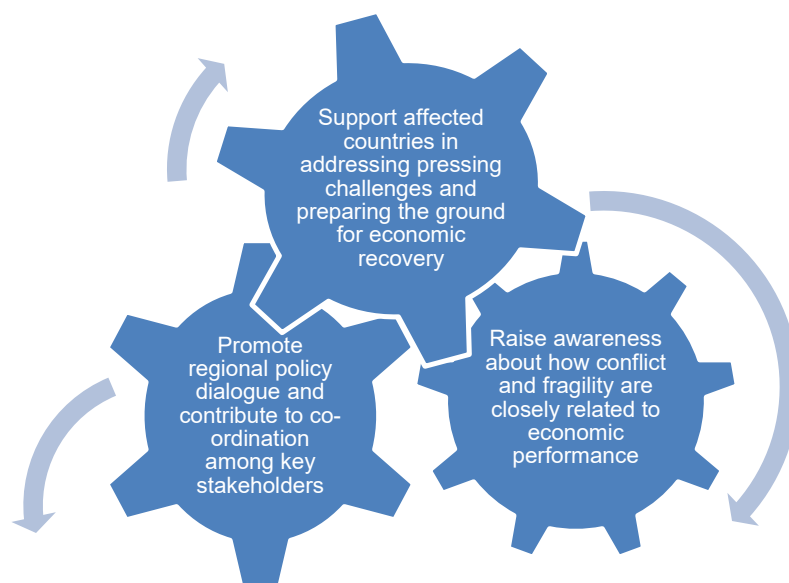 Support affected
countries in
addressing pressing
challenges and
preparing the ground
for economic
recovery
Promote
regional policy
dialogue and
contribute to co-
ordination
among key
stakeholders
Raise awareness
about how conflict
and fragility are
closely related to
economic
performance